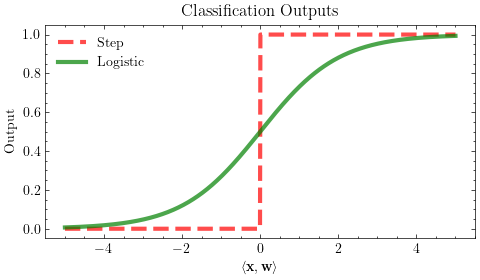 Classification Outputs
Output
1.0
0.8
0.6
0.4
0.2
0.0
Step
Logistic
−4 −2 0 2 4
⟨x, w⟩